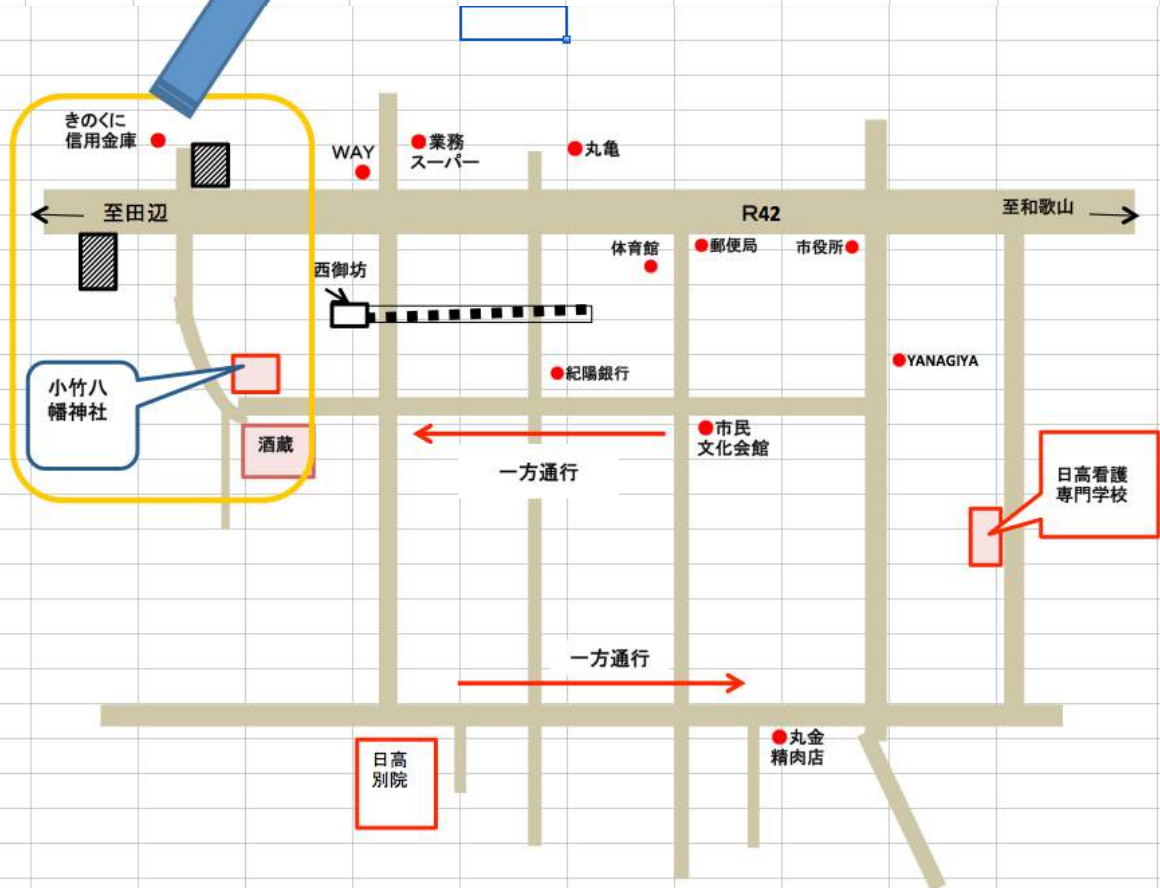 きのくに
信用金庫
WAY
業務
スーパー
丸亀
至田辺
R42
至和歌山
体育館
郵便局
市役所
西御坊
紀陽銀行
YANAGIYA
小竹八
幡神社
酒蔵
市民
文化会館
一方通行
日高看護
専門学校
一方通行
日高
別院
丸金
精肉店